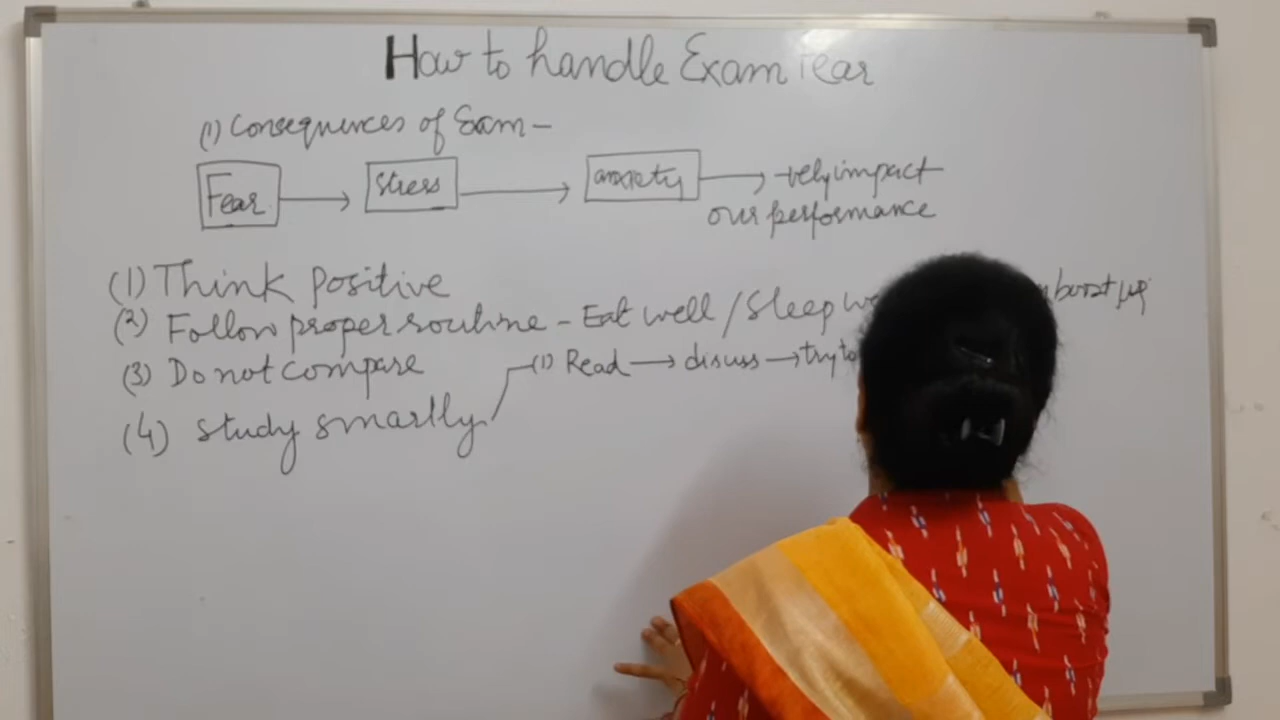 How to handle Exam Fear
(1) Consequences of Exam -
Fear → Stress → anxiety → -vely impact
our performance
(1) Think positive
(2) Follow proper routine - Eat well / Sleep
(3) Do not compare
(1) Read → discuss → try to
(4) Study smartly